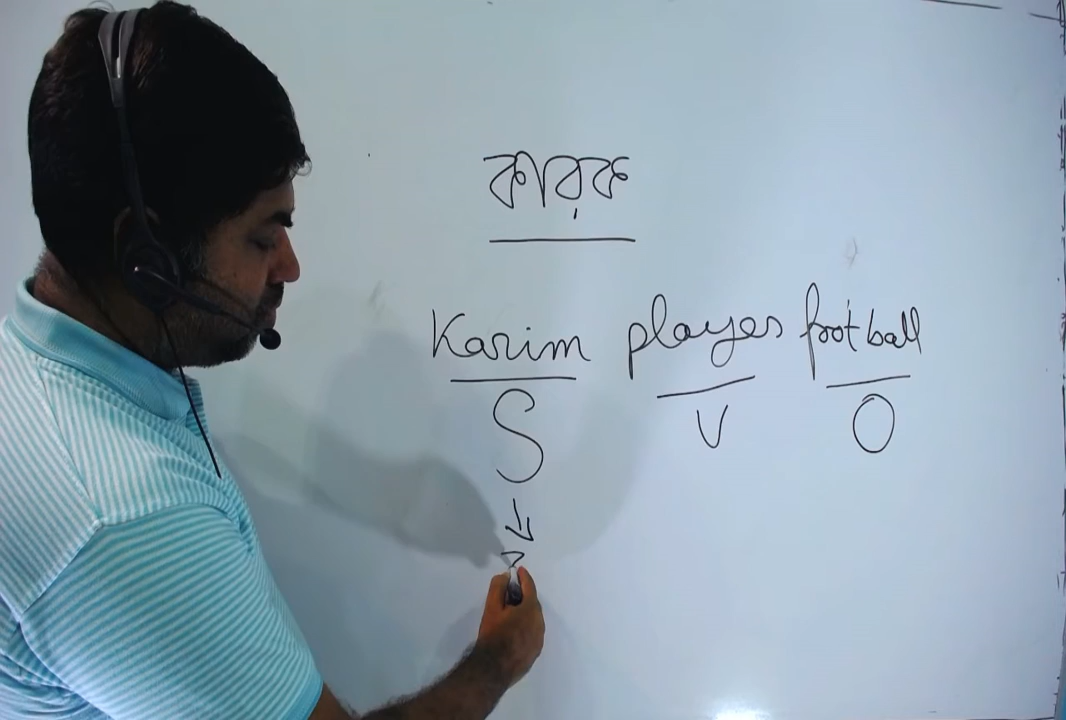 কারক
Karim playes football
S V O